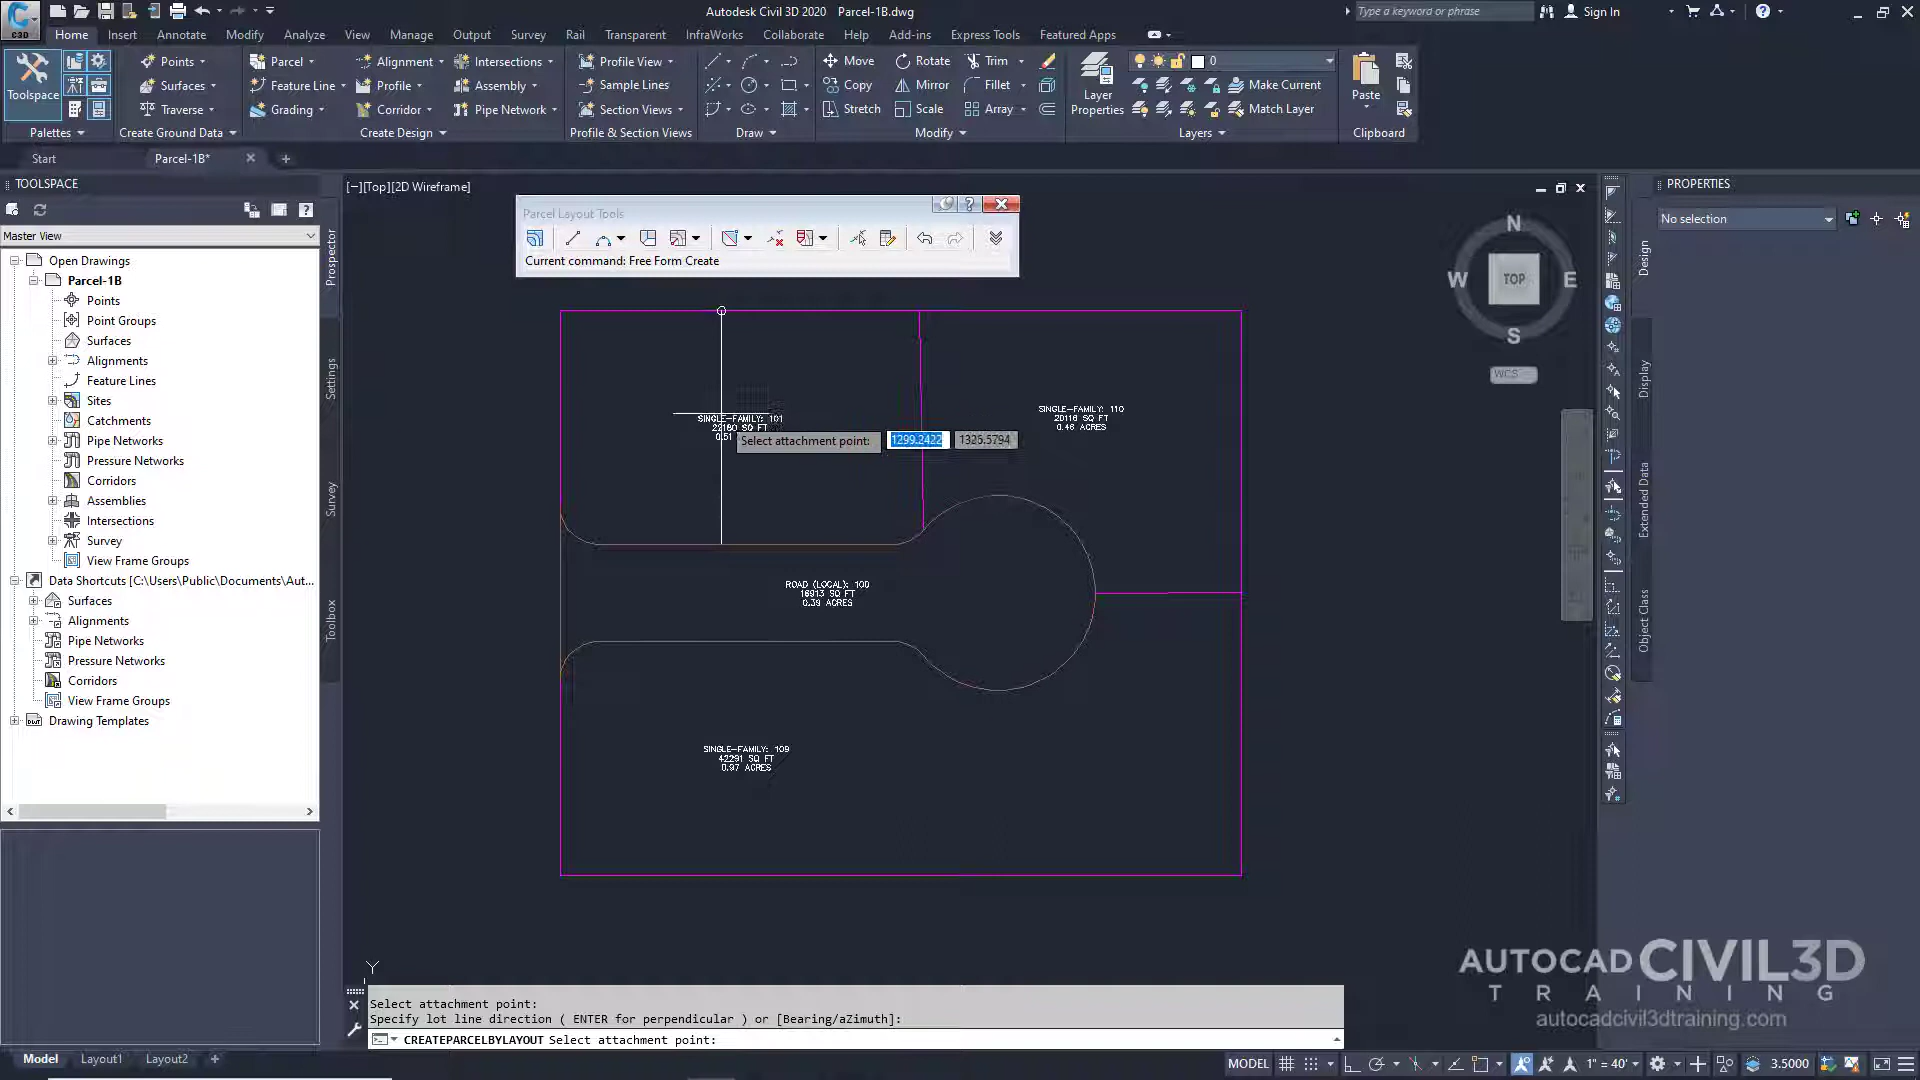 C3D
Autodesk Civil 3D 2020 Parcel-1B.dwg
Type a keyword or phrase
Sign In
Home Insert Annotate Modify Analyze View Manage Output Survey Rail Transparent InfraWorks Collaborate Help Add-ins Express Tools Featured Apps
Toolspace
Points
Surfaces
Traverse
Parcel
Feature Line
Grading
Alignment
Profile
Corridor
Intersections
Assembly
Pipe Network
Profile View
Sample Lines
Section Views
Move
Copy
Stretch
Rotate
Mirror
Scale
Trim
Fillet
Array
Layer
Properties
0
Make Current
Match Layer
Paste
Palettes
Create Ground Data
Create Design
Profile & Section Views
Draw
Modify
Layers
Clipboard
Start
Parcel-1B*
TOOLSPACE
Master View
Open Drawings
Parcel-1B
Points
Point Groups
Surfaces
Alignments
Feature Lines
Sites
Catchments
Pipe Networks
Pressure Networks
Corridors
Assemblies
Intersections
Survey
View Frame Groups
Data Shortcuts [C:\Users\Public\Documents\Aut...
Surfaces
Alignments
Pipe Networks
Pressure Networks
Corridors
View Frame Groups
Drawing Templates
Prospector
Settings
Survey
Toolbox
[−][Top][2D Wireframe]
Parcel Layout Tools
Current command: Free Form Create
SINGLE-FAMILY: 101
22180 SQ FT
0.51
Select attachment point:
1299.2422
1326.5794
SINGLE-FAMILY: 110
20116 SQ FT
0.46 ACRES
ROAD (LOCAL): 100
16913 SQ FT
0.39 ACRES
SINGLE-FAMILY: 109
42291 SQ FT
0.97 ACRES
N
W
TOP
E
S
WCS
Y
PROPERTIES
No selection
Design
Display
Extended Data
Object Class
AUTOCAD CIVIL3D
TRAINING
autocadcivil3dtraining.com
Select attachment point:
Specify lot line direction ( ENTER for perpendicular ) or [Bearing/aZimuth]:
CREATEPARCELBYLAYOUT Select attachment point:
Model Layout1 Layout2
MODEL
1" = 40'
3.5000